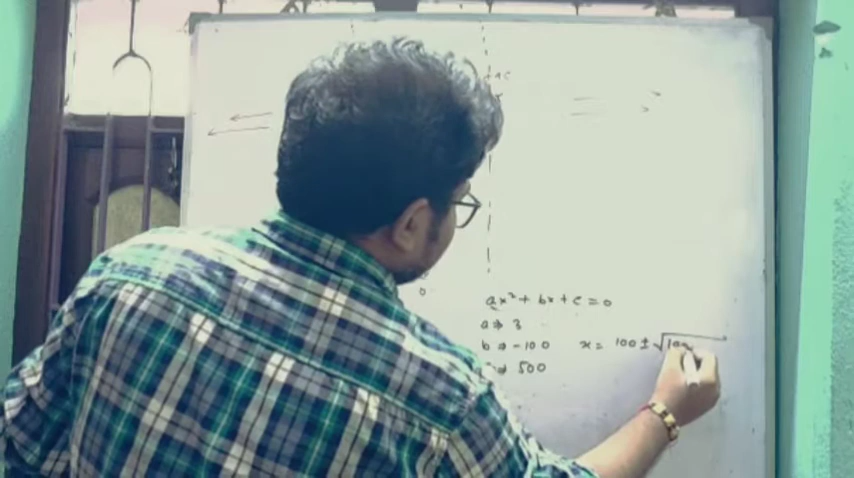 ax² + bx + c = 0
a ⇒ 3
b ⇒ -100 x = 100 ± √100
⇒ 500